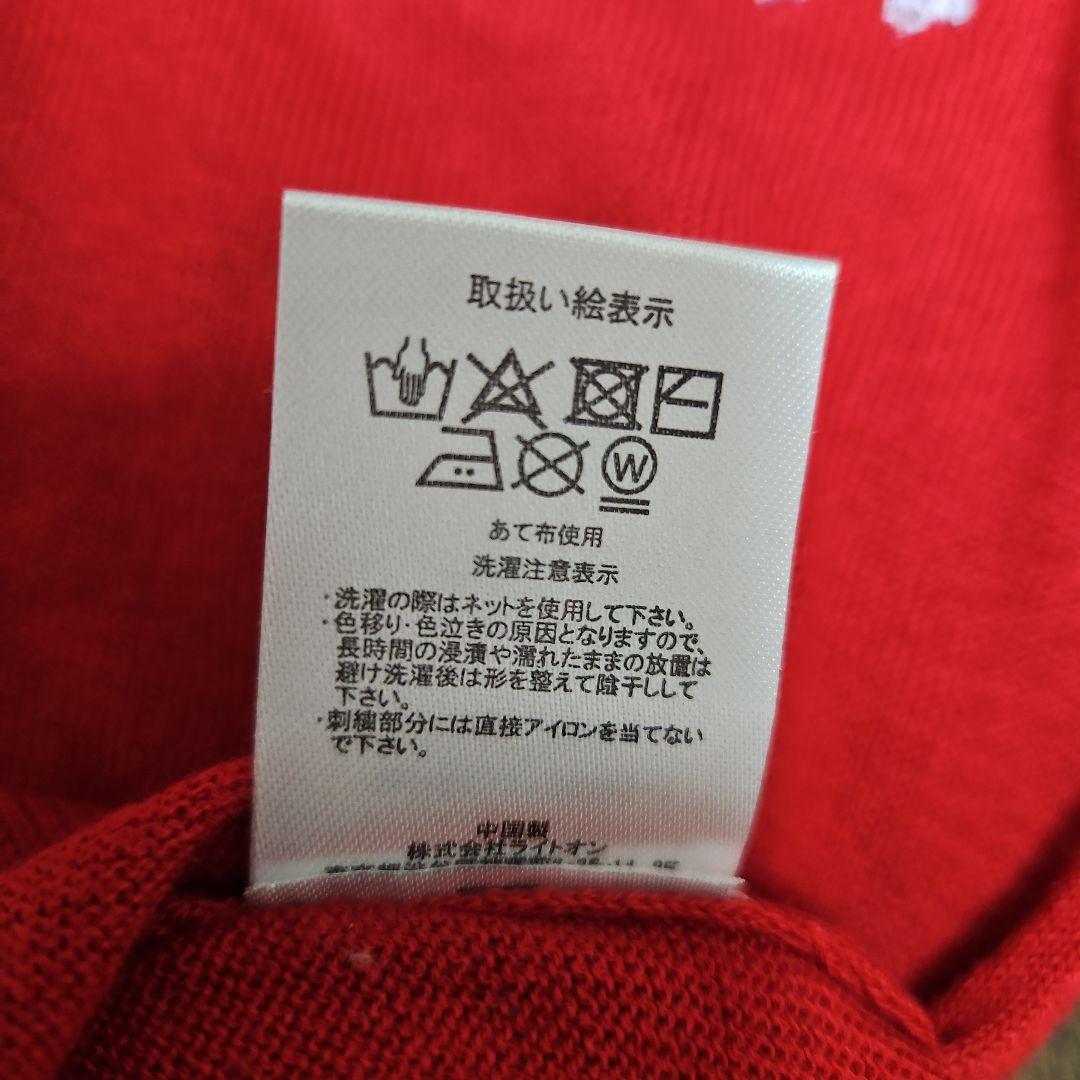 取扱い絵表示
W
あて布使用
洗濯注意表示
・洗濯の際はネットを使用して下さい。
・色移り・色泣きの原因となりますので、
長時間の浸漬や濡れたままの放置は
避け洗濯後は形を整えて陰干しして
下さい。
・刺繍部分には直接アイロンを当てない
で下さい。
中国製
株式会社ライトオン